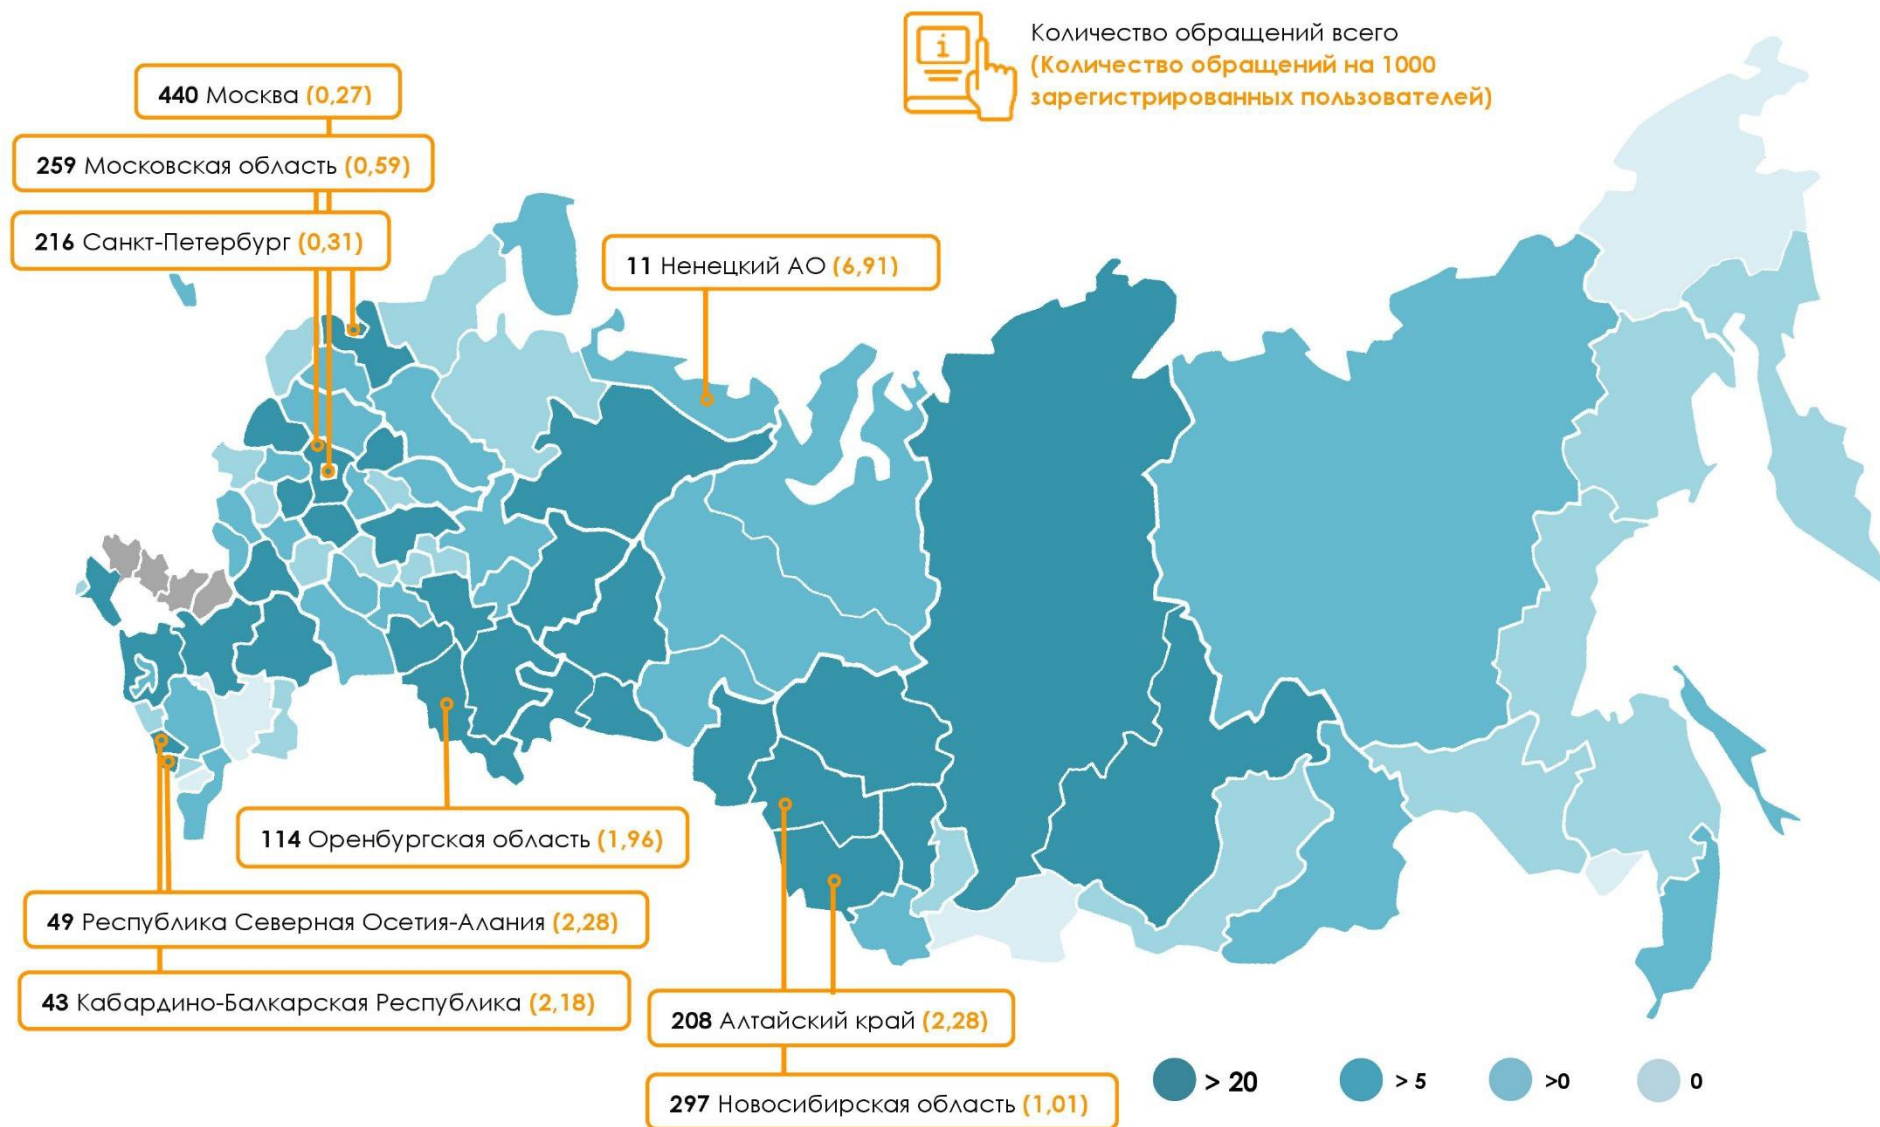 Количество обращений всего
(Количество обращений на 1000
зарегистрированных пользователей)
i
440 Москва (0,27)
259 Московская область (0,59)
216 Санкт-Петербург (0,31)
11 Ненецкий АО (6,91)
114 Оренбургская область (1,96)
49 Республика Северная Осетия-Алания (2,28)
43 Кабардино-Балкарская Республика (2,18)
208 Алтайский край (2,28)
297 Новосибирская область (1,01)
> 20
> 5
>0
0